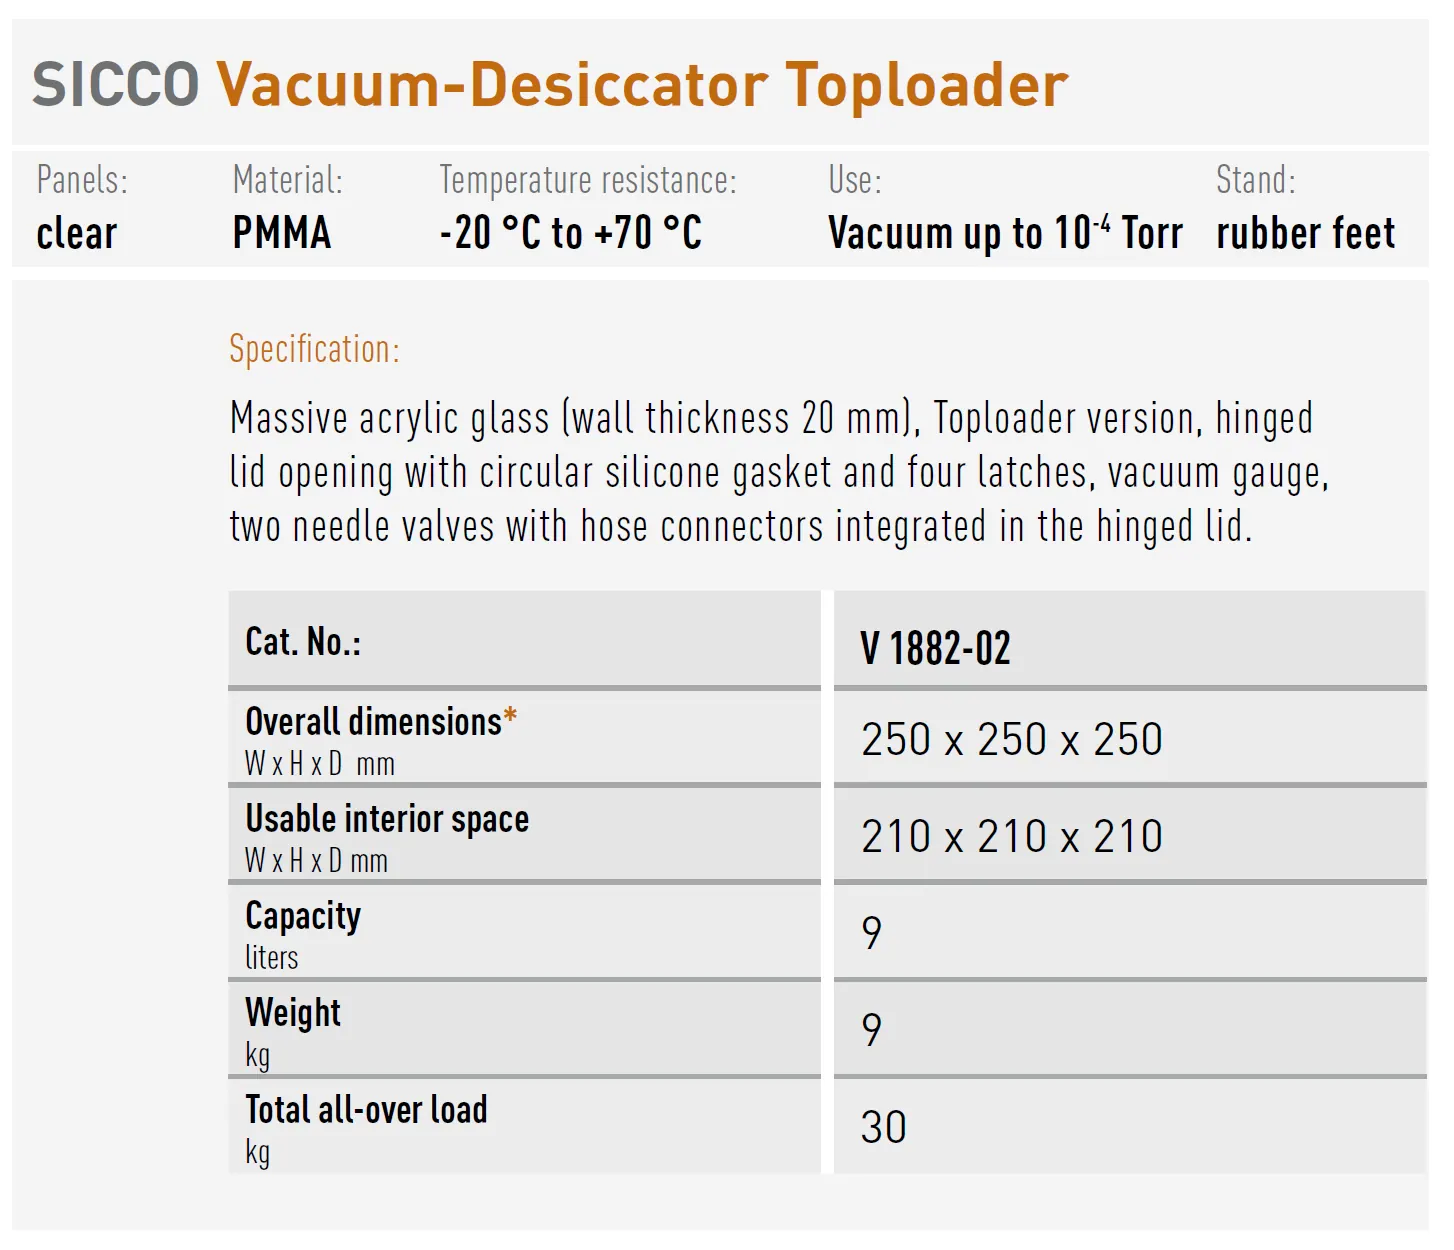 SICCO Vacuum-Desiccator Toploader
Panels: Material: Temperature resistance: Use: Stand:
clear PMMA -20 °C to +70 °C Vacuum up to 10⁻⁴ Torr rubber feet
Specification:
Massive acrylic glass (wall thickness 20 mm), Toploader version, hinged
lid opening with circular silicone gasket and four latches, vacuum gauge,
two needle valves with hose connectors integrated in the hinged lid.
Cat. No.: V 1882-02
Overall dimensions*
W x H x D mm 250 x 250 x 250
Usable interior space
W x H x D mm 210 x 210 x 210
Capacity
liters 9
Weight
kg 9
Total all-over load
kg 30